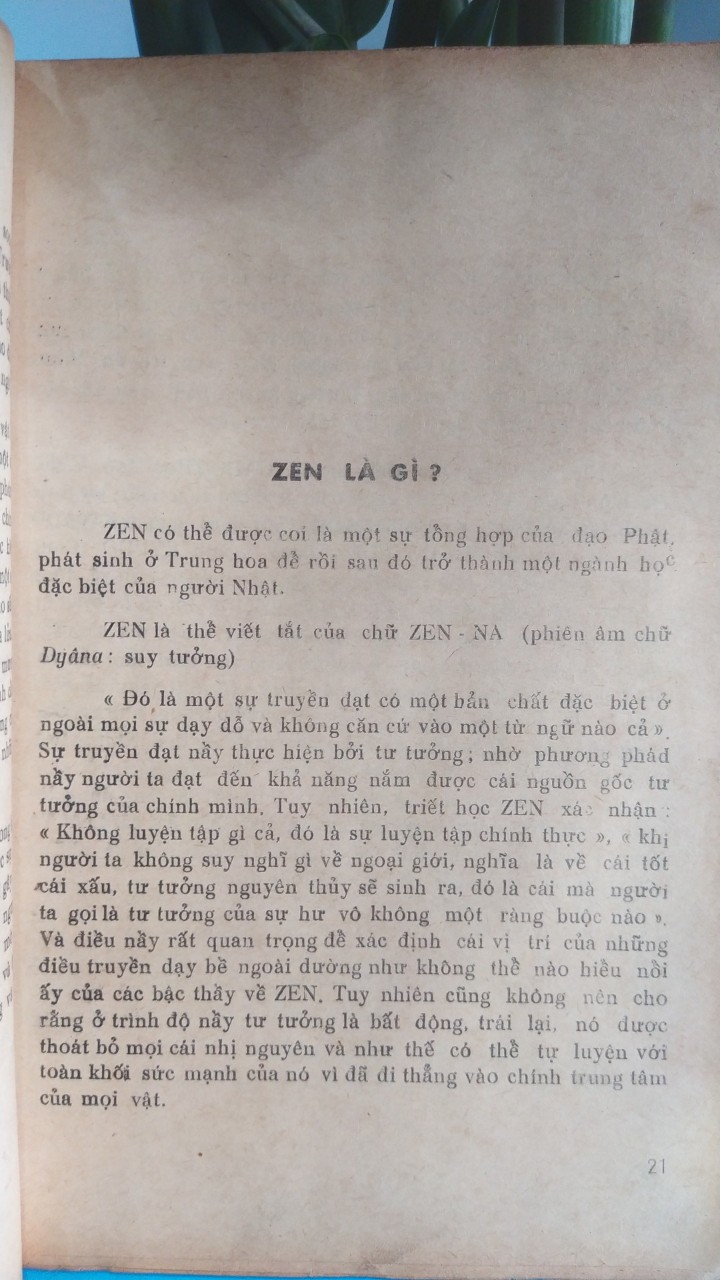 ZEN LÀ GÌ ?
ZEN có thể được coi là một sự tổng hợp của đạo Phật,
phát sinh ở Trung hoa để rồi sau đó trở thành một ngành học
đặc biệt của người Nhật.
ZEN là thể viết tắt của chữ ZEN - NA (phiên âm chữ
Dyâna : suy tưởng)
« Đó là một sự truyền đạt có một bản chất đặc biệt ở
ngoài mọi sự dạy dỗ và không căn cứ vào một từ ngữ nào cả ».
Sự truyền đạt nầy thực hiện bởi tư tưởng ; nhờ phương phád
nầy người ta đạt đến khả năng nắm được cái nguồn gốc tư
tưởng của chính mình. Tuy nhiên, triết học ZEN xác nhận :
« Không luyện tập gì cả, đó là sự luyện tập chính thực », « khi
người ta không suy nghĩ gì về ngoại giới, nghĩa là về cái tốt
cái xấu, tư tưởng nguyên thủy sẽ sinh ra, đó là cái mà người
ta gọi là tư tưởng của sự hư vô không một ràng buộc nào ».
Và điều nầy rất quan trọng để xác định cái vị trí của những
điều truyền dạy bề ngoài dường như không thể nào hiểu nổi
ấy của các bậc thầy về ZEN. Tuy nhiên cũng không nên cho
rằng ở trình độ nầy tư tưởng là bất động, trái lại, nó được
thoát bỏ mọi cái nhị nguyên và như thế có thể tự luyện với
toàn khối sức mạnh của nó vì đã đi thẳng vào chính trung tâm
của mọi vật.
21